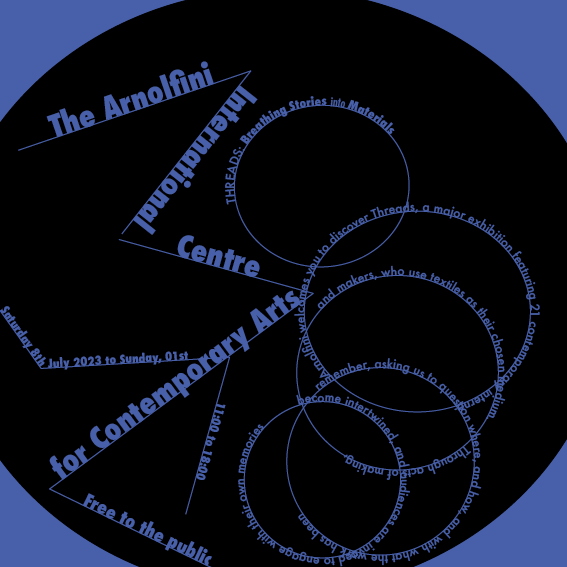 The Arnolfini
International
Centre
for Contemporary Arts
THREADS: Breathing Stories into Materials
Saturday 8th
July 2023 to Sunday, 01st
11:00 to 18:00
Free to the public
Arnolfini welcomes you to discover Threads, a major exhibition featuring 21 contemporary international
and makers, who use textiles as their chosen medium
Through acts of making
remember, asking us to question where and how, and with what the
has been
become intertwined, and audiences are invited to engage with their own memories